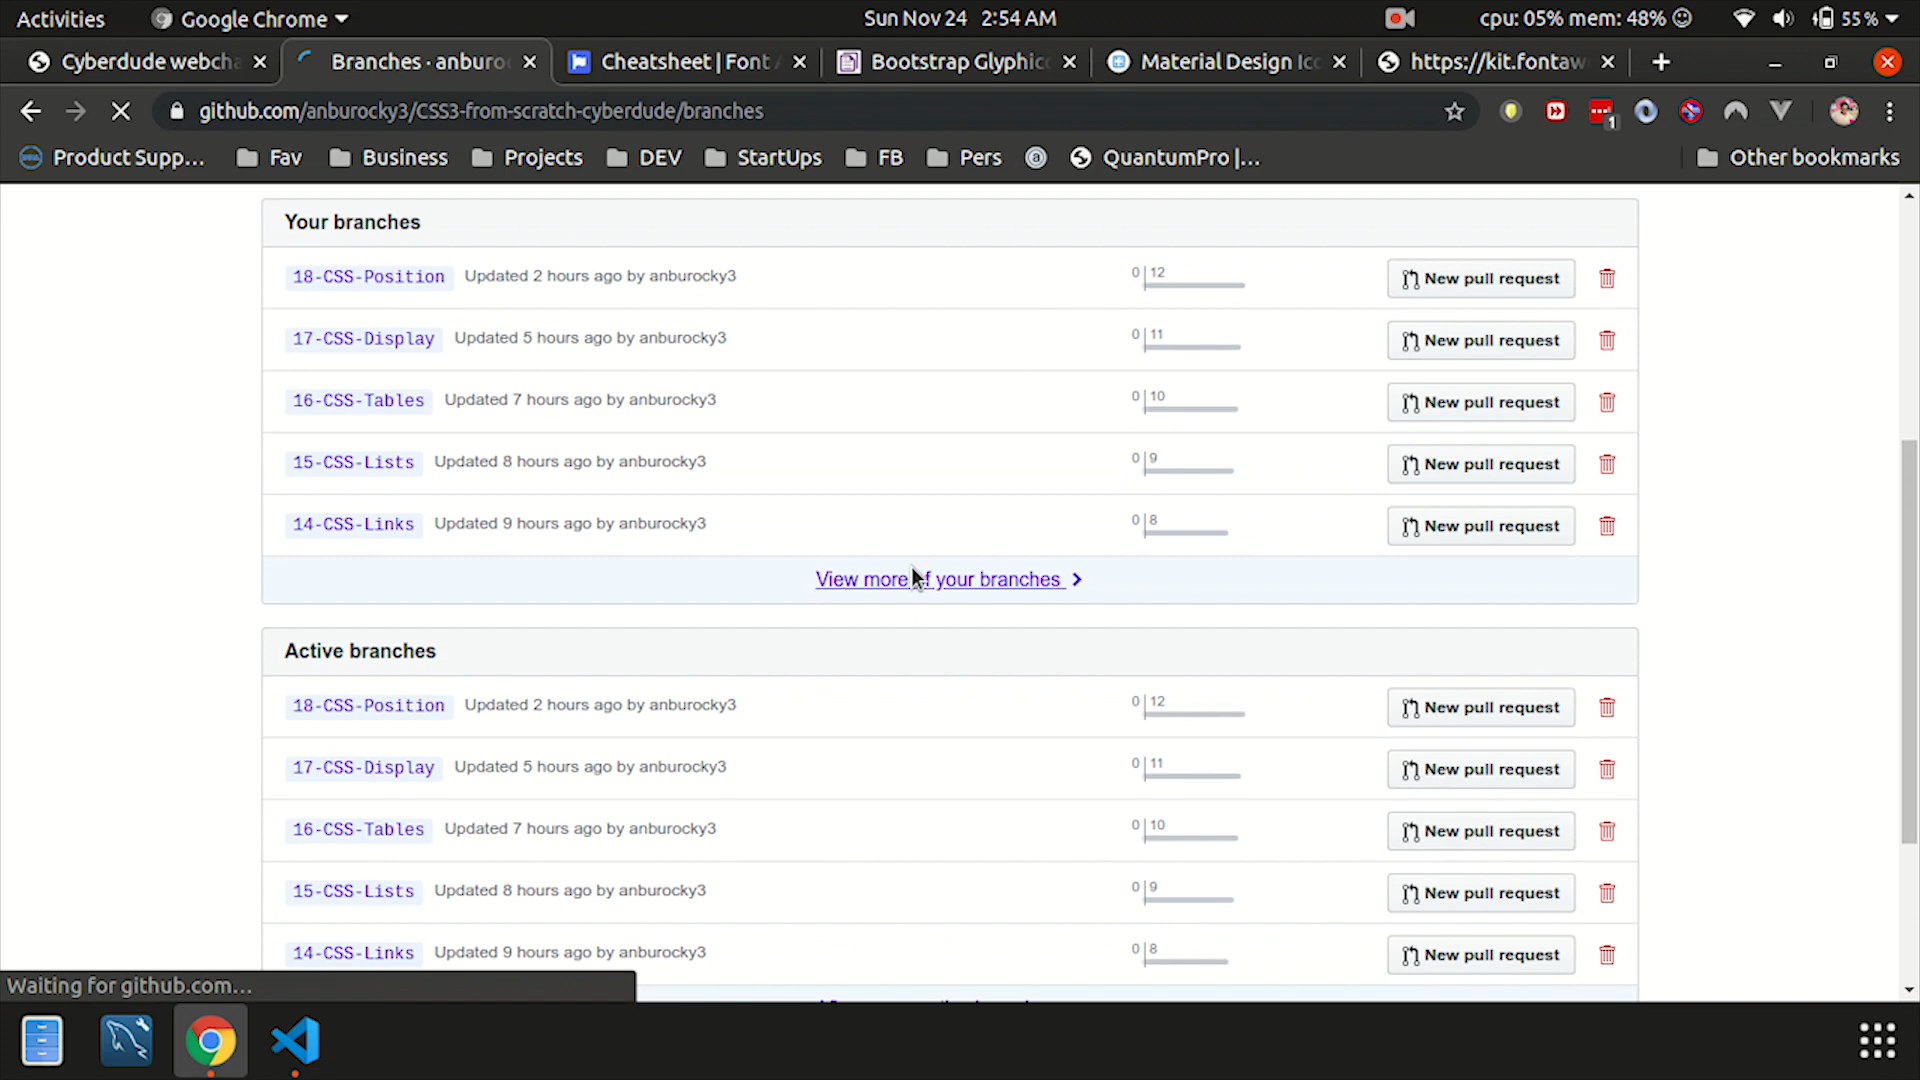 Activities Google Chrome Sun Nov 24 2:54 AM cpu: 05% mem: 48% 55 %
Cyberdude webcha Branches · anburo Cheatsheet | Font A Bootstrap Glyphic Material Design Ico https://kit.fontaw
github.com/anburocky3/CSS3-from-scratch-cyberdude/branches 1
Product Supp... Fav Business Projects DEV StartUps FB Pers QuantumPro |... Other bookmarks
Your branches
18-CSS-Position Updated 2 hours ago by anburocky3 0 12 New pull request
17-CSS-Display Updated 5 hours ago by anburocky3 0 11 New pull request
16-CSS-Tables Updated 7 hours ago by anburocky3 0 10 New pull request
15-CSS-Lists Updated 8 hours ago by anburocky3 0 9 New pull request
14-CSS-Links Updated 9 hours ago by anburocky3 0 8 New pull request
View more of your branches
Active branches
18-CSS-Position Updated 2 hours ago by anburocky3 0 12 New pull request
17-CSS-Display Updated 5 hours ago by anburocky3 0 11 New pull request
16-CSS-Tables Updated 7 hours ago by anburocky3 0 10 New pull request
15-CSS-Lists Updated 8 hours ago by anburocky3 0 9 New pull request
14-CSS-Links Updated 9 hours ago by anburocky3 0 8 New pull request
Waiting for github.com...